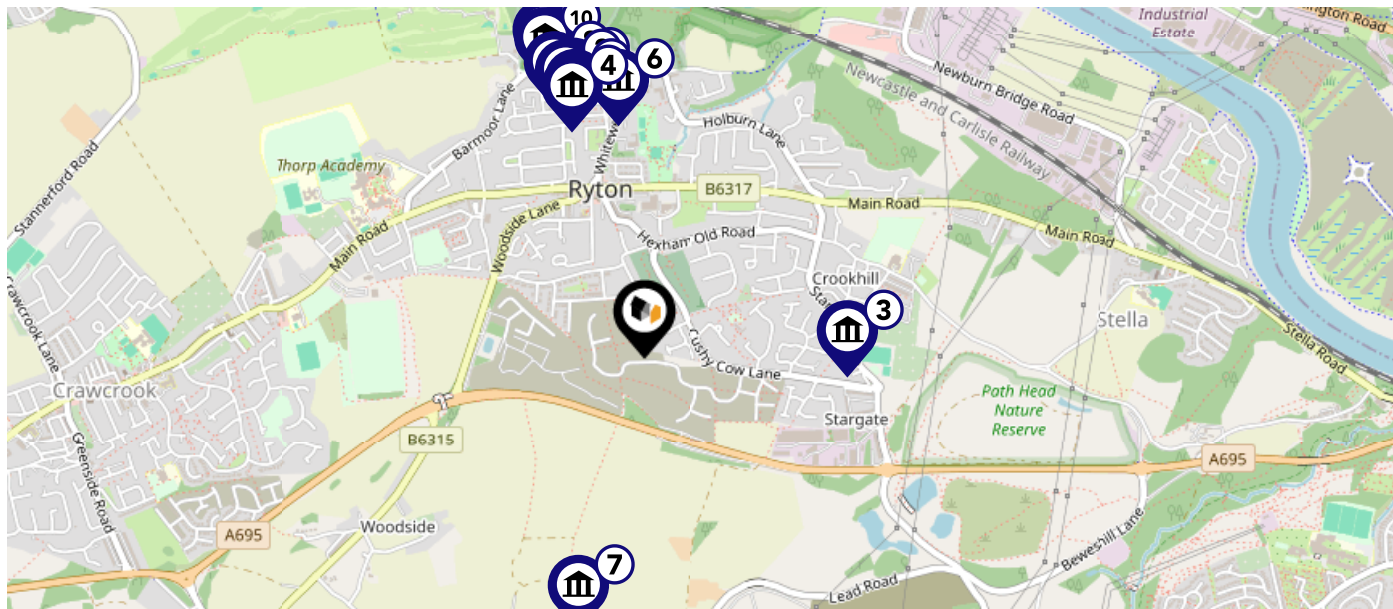 Industrial
Estate
ington Road
10
4
6
Newburn Bridge Road
Newcastle and Carlisle Railway
Holburn Lane
Barmoor Lane
Stannerford Road
Thorp Academy
Ryton
B6317
Main Road
Main Road
Main Road
Woodside Lane
Hexham Old Road
Crookhill
3
Crawcrook Lane
Stella
Stella Road
Cushy Cow Lane
Crawcrook
Path Head
Nature
Reserve
Stargate
B6315
Greenside Road
A695
A695
Woodside
7
Beweshill Lane
Lead Road